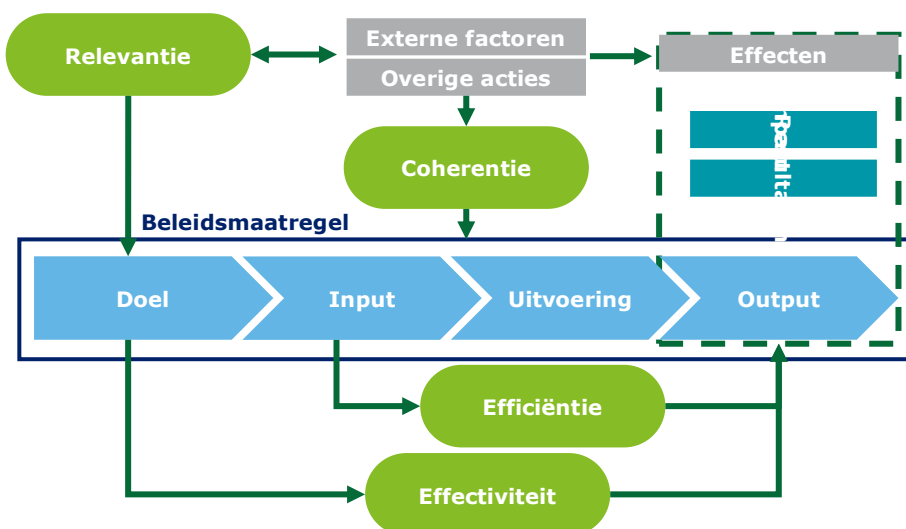 Relevantie
Externe factoren
Overige acties
Effecten
Coherentie
Beleidsmaatregel
Doel
Input
Uitvoering
Output
Efficiëntie
Effectiviteit